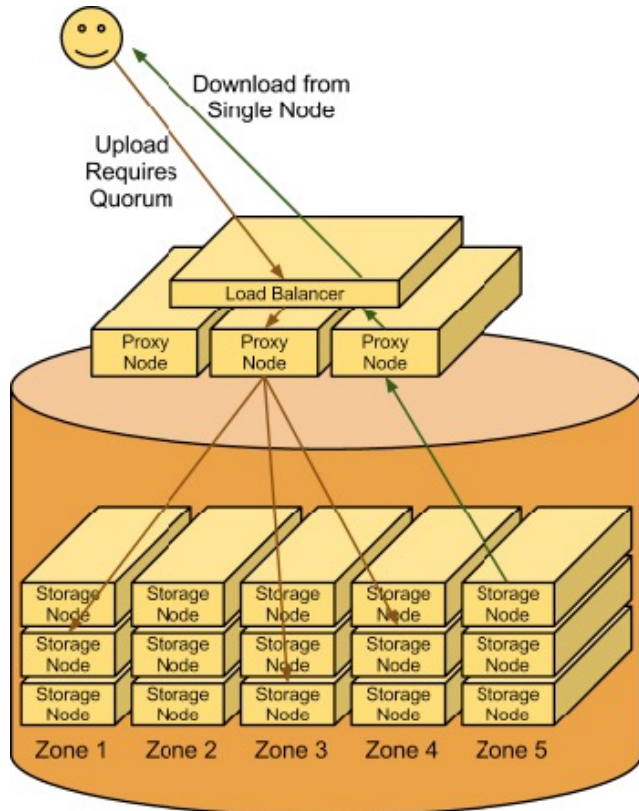 Download from
Single Node
Upload
Requires
Quorum
Load Balancer
Proxy
Node
Proxy
Node
Proxy
Node
Storage
Node
Storage
Node
Storage
Node
Storage
Node
Storage
Node
Storage
Node
Storage
Node
Storage
Node
Storage
Node
Storage
Node
Storage
Node
Storage
Node
Storage
Node
Storage
Node
Storage
Node
Zone 1
Zone 2
Zone 3
Zone 4
Zone 5